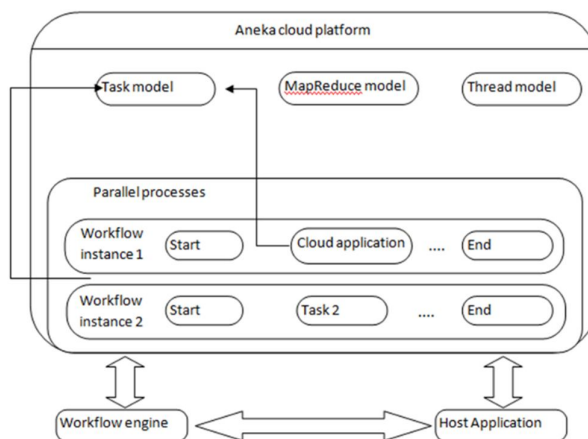 Aneka cloud platform
Task model
MapReduce model
Thread model
Parallel processes
Workflow
instance 1
Start
Cloud application
....
End
Workflow
instance 2
Start
Task 2
....
End
Workflow engine
Host Application